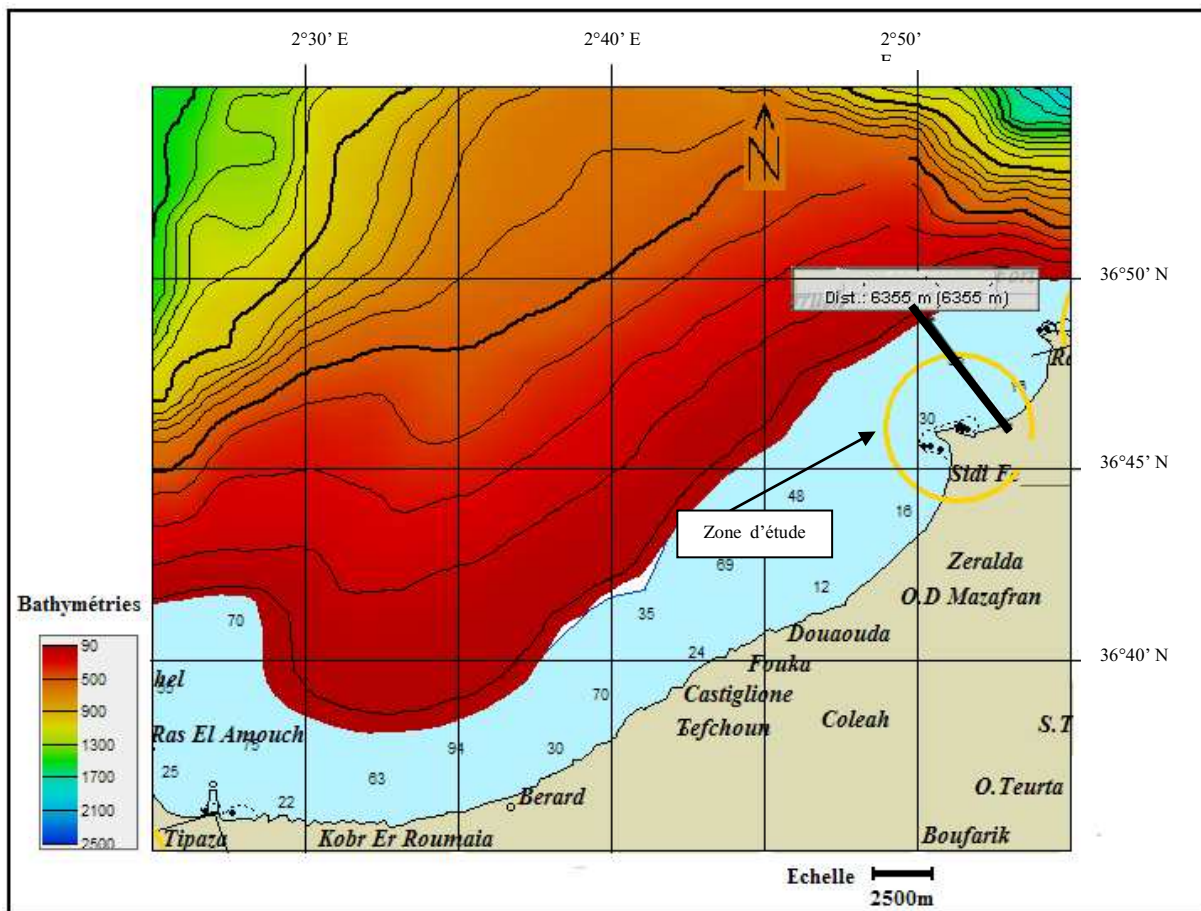 2°30’ E
2°40’ E
2°50’
E
N
36°50’ N
Dist.: 6355 m (6355 m)
15
30
36°45’ N
Sidi Fe
48
16
Zone d’étude
69
Zeralda
12
O.D Mazafran
Bathymétries
35
70
Douaouda
90
24
36°40’ N
500
Fouka
hel
70
Castiglione
900
Tefchoun
Coleah
S.T
Ras El Amouch
1300
75
94
30
25
63
1700
O.Teurta
22
Berard
2100
Tipaza
Kobr Er Roumaia
Boufarik
2500
Echelle
2500m